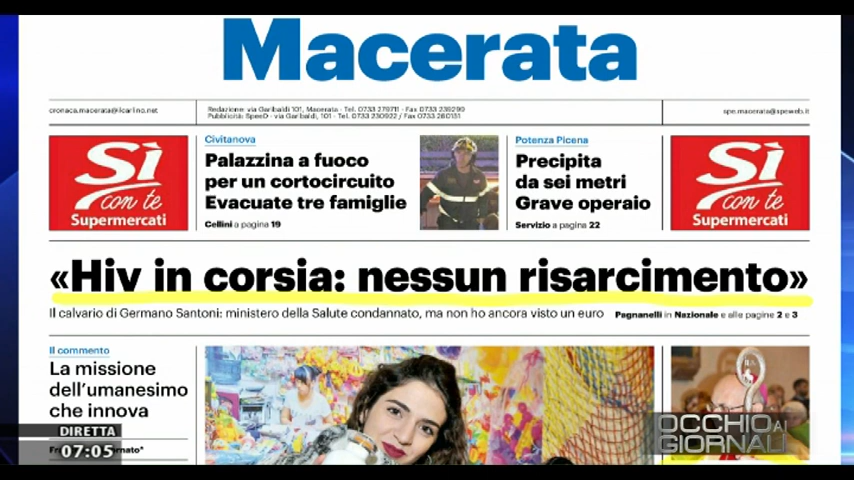 Macerata
cronaca.macerata@ilcarlino.net
Redazione: via Garibaldi 101, Macerata - Tel. 0733 279711 - Fax 0733 239299
Pubblicità: SpeeD - via Garibaldi, 101 - Tel. 0733 230922 / Fax 0733 260131
spe.macerata@speweb.it
Sì
con te
Supermercati
Civitanova
Palazzina a fuoco
per un cortocircuito
Evacuate tre famiglie
Cellini a pagina 19
Potenza Picena
Precipita
da sei metri
Grave operaio
Servizio a pagina 22
Sì
con te
Supermercati
«Hiv in corsia: nessun risarcimento»
Il calvario di Germano Santoni: ministero della Salute condannato, ma non ho ancora visto un euro
Pagnanelli in Nazionale e alle pagine 2 e 3
Il commento
La missione
dell'umanesimo
che innova
DIRETTA
07:05
OCCHIO AI
GIORNALI